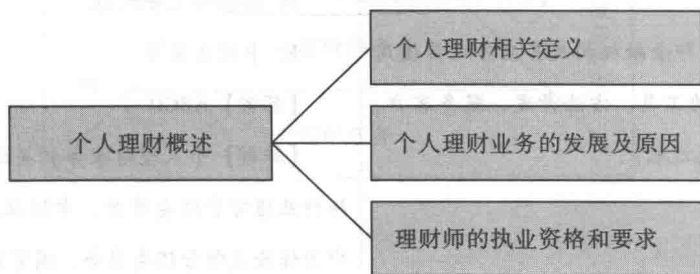 个人理财相关定义
个人理财概述
个人理财业务的发展及原因
理财师的执业资格和要求